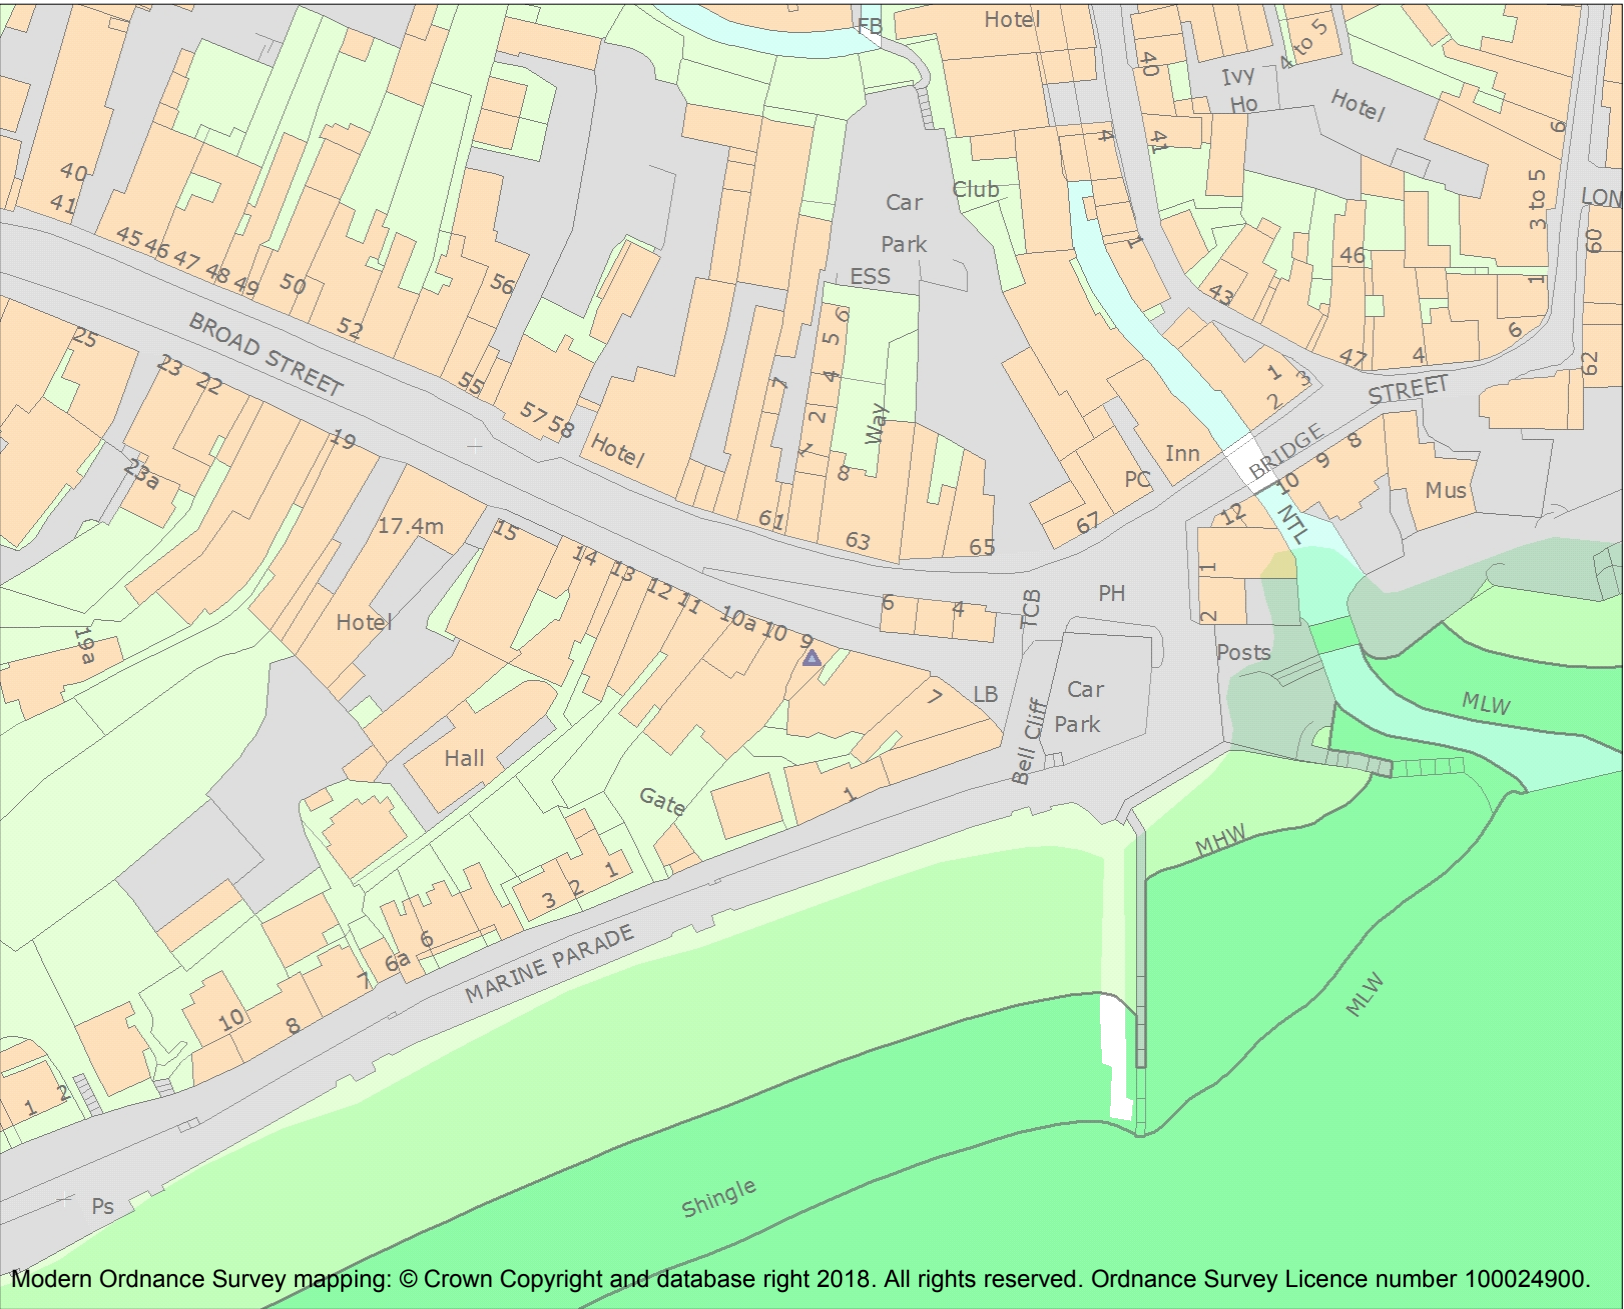 FB
Hotel
40
4 to 5
Ivy
Ho
Hotel
6
4
41
40
41
Club
Car
Park
3 to 5
LON
60
1
45 46 47 48 49
50
56
ESS
46
43
1
6
5
4
2
1
52
25
BROAD STREET
7
6
47
4
62
23
22
55
57 58
1
2
3
STREET
Way
19
Hotel
8
Inn
PC
BRIDGE
8
9
10
Mus
23a
17.4m
15
61
63
65
67
12
NTL
14
13
12
11
10a
10
9
1
2
6
4
TCB
PH
Hotel
19a
Posts
7
LB
Car
Park
Bell Cliff
MLW
Hall
Gate
1
MHW
3
2
1
6
6a
7
MARINE PARADE
10
8
MLW
1
2
Ps
Shingle
Modern Ordnance Survey mapping: © Crown Copyright and database right 2018. All rights reserved. Ordnance Survey Licence number 100024900.